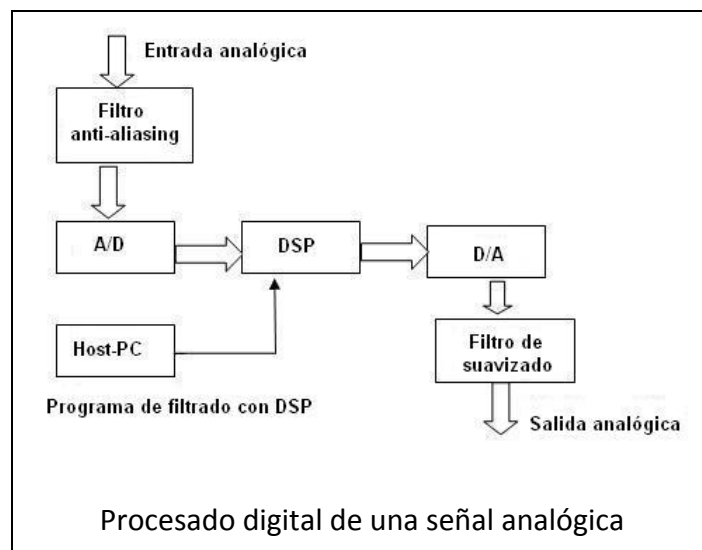 Entrada analógica
Filtro
anti-aliasing
A/D
DSP
D/A
Host-PC
Filtro de
suavizado
Programa de filtrado con DSP
Salida analógica
Procesado digital de una señal analógica